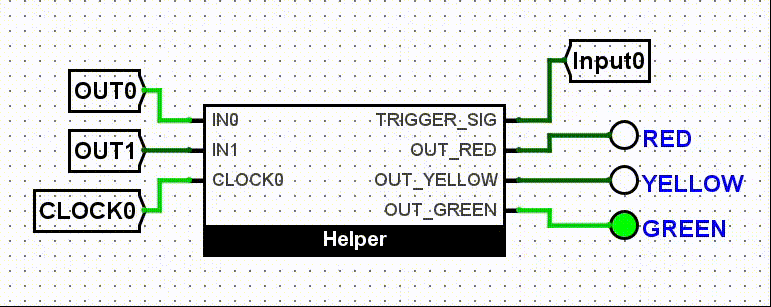 Input0
OUT0
IN0 TRIGGER_SIG
OUT1
IN1 OUT_RED
RED
CLOCK0 OUT_YELLOW
YELLOW
CLOCK0
OUT_GREEN
GREEN
Helper